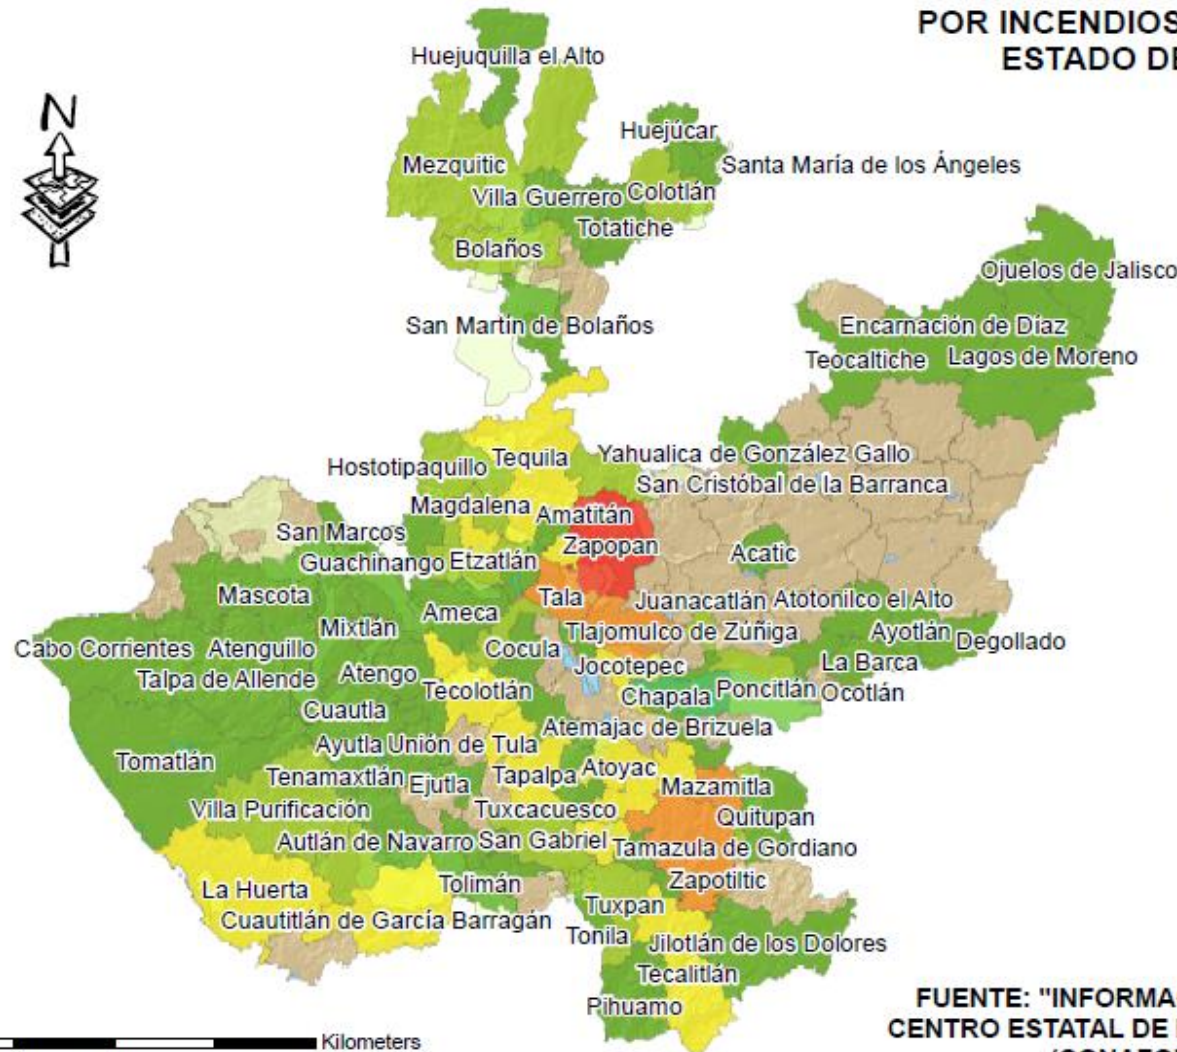 POR INCENDIOS
ESTADO DE
Huejuquilla el Alto
N
Huejúcar
Mezquitic
Santa María de los Ángeles
Villa Guerrero
Colotlán
Totatiche
Bolaños
Ojuelos de Jalisco
San Martín de Bolaños
Encarnación de Díaz
Teocaltiche
Lagos de Moreno
Yahualica de González Gallo
Hostotipaquillo
Tequila
San Cristóbal de la Barranca
Magdalena
Amatitán
San Marcos
Zapopan
Acatic
Guachinango
Etzatlán
Mascota
Tala
Juanacatlán
Atotonilco el Alto
Ameca
Mixtlán
Tlajomulco de Zúñiga
Ayotlán
Degollado
Cabo Corrientes
Atenguillo
Cocula
Jocotepec
La Barca
Talpa de Allende
Atengo
Tecolotlán
Chapala
Poncitlán
Ocotlán
Cuautla
Atemajac de Brizuela
Ayutla
Unión de Tula
Tomatlán
Tenamaxtlán
Ejutla
Tapalpa
Atoyac
Mazamitla
Villa Purificación
Tuxcacuesco
Quitupan
Autlán de Navarro
San Gabriel
Tamazula de Gordiano
La Huerta
Tolimán
Zapotiltic
Cuautitlán de García Barragán
Tuxpan
Tonila
Jilotlán de los Dolores
Tecalitlán
Pihuamo
FUENTE: "INFORMA
CENTRO ESTATAL DE
Kilometers